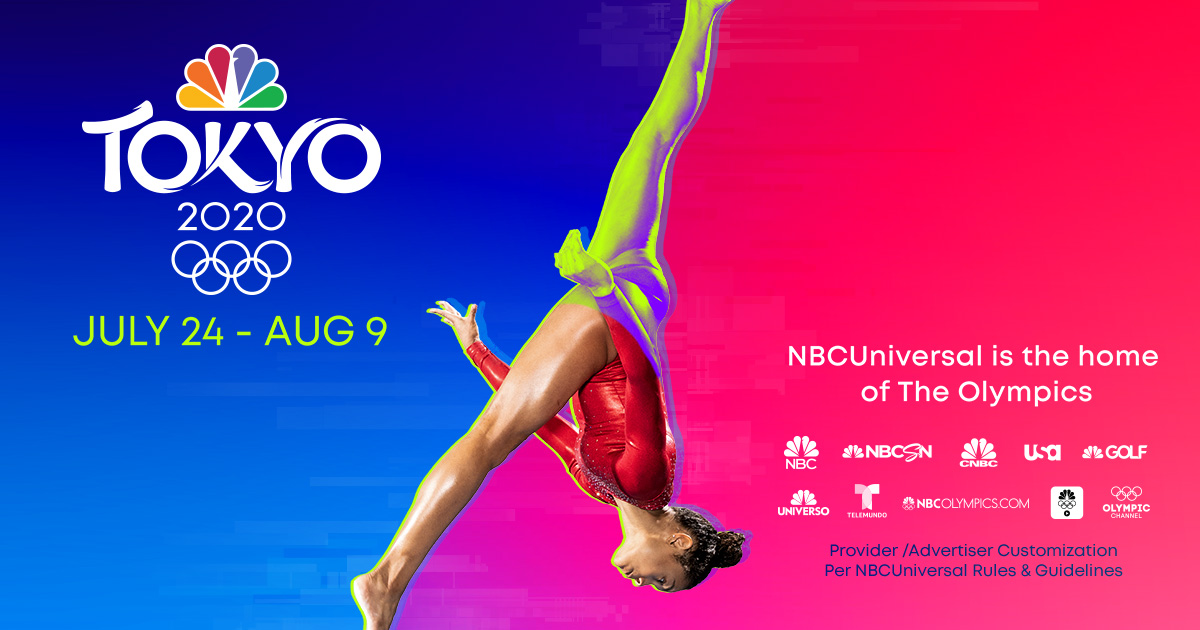 TOKYO
2020
JULY 24 - AUG 9
NBCUniversal is the home
of The Olympics
NBC NBCSN CNBC USA GOLF
UNIVERSO TELEMUNDO NBCOLYMPICS.COM OLYMPIC CHANNEL
Provider /Advertiser Customization
Per NBCUniversal Rules & Guidelines